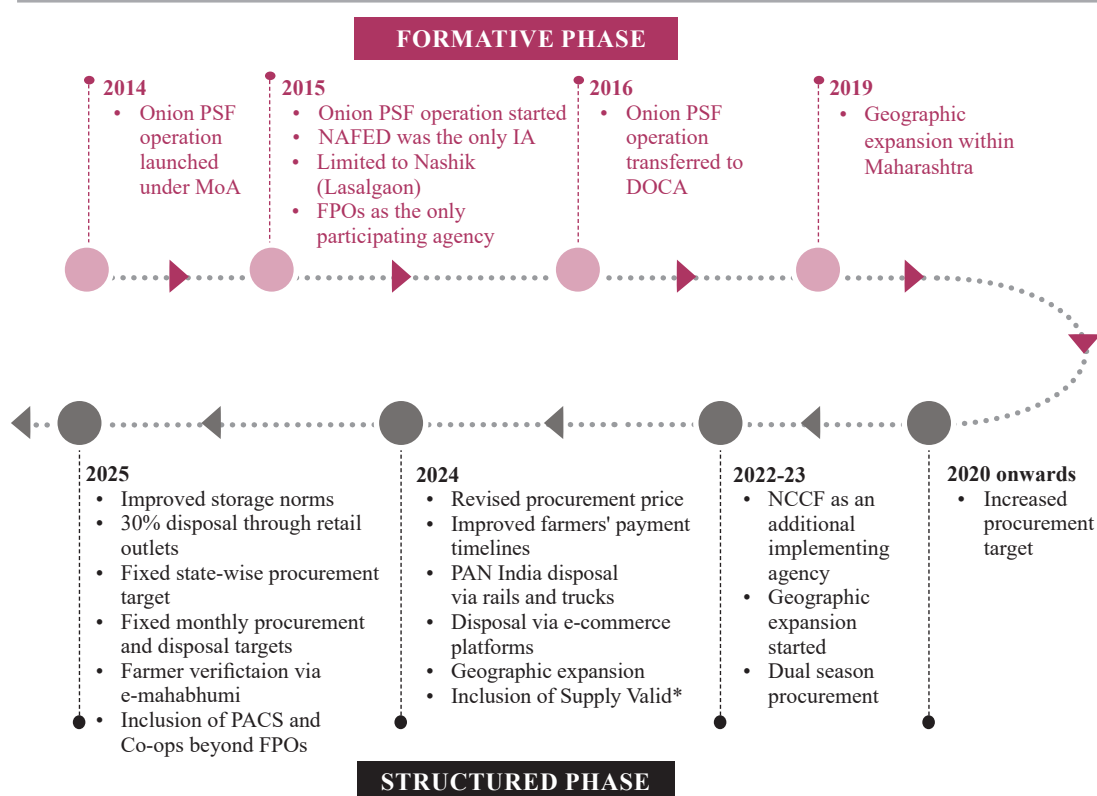 FORMATIVE PHASE
2014
• Onion PSF
operation
launched
under MoA
2015
• Onion PSF operation started
• NAFED was the only IA
• Limited to Nashik
(Lasalgaon)
• FPOs as the only
participating agency
2016
• Onion PSF
operation
transferred to
DOCA
2019
• Geographic
expansion within
Maharashtra
2025
• Improved storage norms
• 30% disposal through retail
outlets
• Fixed state-wise procurement
target
• Fixed monthly procurement
and disposal targets
• Farmer verifictaion via
e-mahabhumi
• Inclusion of PACS and
Co-ops beyond FPOs
2024
• Revised procurement price
• Improved farmers' payment
timelines
• PAN India disposal
via rails and trucks
• Disposal via e-commerce
platforms
• Geographic expansion
• Inclusion of Supply Valid*
2022-23
• NCCF as an
additional
implementing
agency
• Geographic
expansion
started
• Dual season
procurement
2020 onwards
• Increased
procurement
target
STRUCTURED PHASE